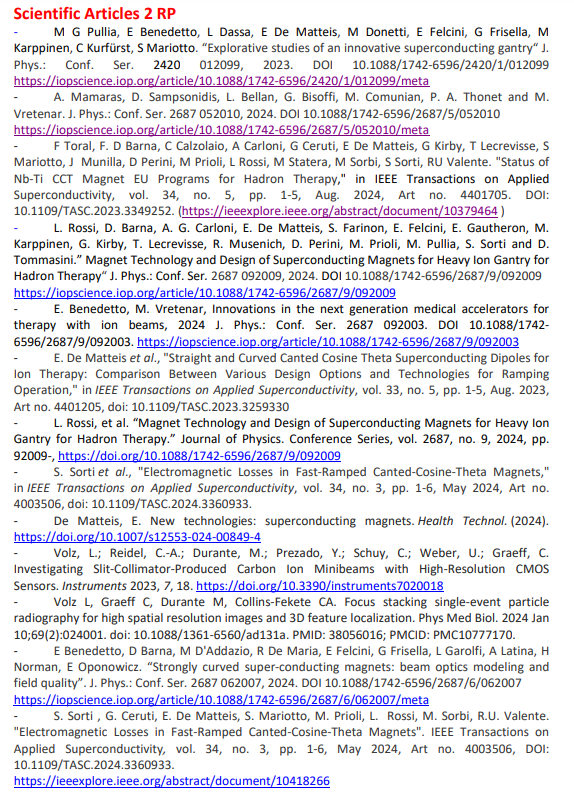 Scientific Articles 2 RP
- M G Pullia, E Benedetto, L Dassa, E De Matteis, M Donetti, E Felcini, G Frisella, M
Karppinen, C Kurfürst, S Mariotto. “Explorative studies of an innovative superconducting gantry“ J.
Phys.: Conf. Ser. 2420 012099, 2023. DOI 10.1088/1742-6596/2420/1/012099
https://iopscience.iop.org/article/10.1088/1742-6596/2420/1/012099/meta
- A. Mamaras, D. Sampsonidis, L. Bellan, G. Bisoffi, M. Comunian, P. A. Thonet and M.
Vretenar. J. Phys.: Conf. Ser. 2687 052010, 2024. DOI 10.1088/1742-6596/2687/5/052010
https://iopscience.iop.org/article/10.1088/1742-6596/2687/5/052010/meta
- F Toral, F. D Barna, C Calzolaio, A Carloni, G Ceruti, E De Matteis, G Kirby, T Lecrevisse, S
Mariotto, J Munilla, D Perini, M Prioli, L Rossi, M Statera, M Sorbi, S Sorti, RU Valente. "Status of
Nb-Ti CCT Magnet EU Programs for Hadron Therapy," in IEEE Transactions on Applied
Superconductivity, vol. 34, no. 5, pp. 1-5, Aug. 2024, Art no. 4401705. DOI:
10.1109/TASC.2023.3349252. (https://ieeexplore.ieee.org/abstract/document/10379464 )
- L. Rossi, D. Barna, A. G. Carloni, E. De Matteis, S. Farinon, E. Felcini, E. Gautheron, M.
Karppinen, G. Kirby, T. Lecrevisse, R. Musenich, D. Perini, M. Prioli, M. Pullia, S. Sorti and D.
Tommasini.” Magnet Technology and Design of Superconducting Magnets for Heavy Ion Gantry for
Hadron Therapy“ J. Phys.: Conf. Ser. 2687 092009, 2024. DOI 10.1088/1742-6596/2687/9/092009
https://iopscience.iop.org/article/10.1088/1742-6596/2687/9/092009
- E. Benedetto, M. Vretenar, Innovations in the next generation medical accelerators for
therapy with ion beams, 2024 J. Phys.: Conf. Ser. 2687 092003. DOI 10.1088/1742-
6596/2687/9/092003. https://iopscience.iop.org/article/10.1088/1742-6596/2687/9/092003
- E. De Matteis et al., "Straight and Curved Canted Cosine Theta Superconducting Dipoles for
Ion Therapy: Comparison Between Various Design Options and Technologies for Ramping
Operation," in IEEE Transactions on Applied Superconductivity, vol. 33, no. 5, pp. 1-5, Aug. 2023,
Art no. 4401205, doi: 10.1109/TASC.2023.3259330
- L. Rossi, et al. “Magnet Technology and Design of Superconducting Magnets for Heavy Ion
Gantry for Hadron Therapy.” Journal of Physics. Conference Series, vol. 2687, no. 9, 2024, pp.
92009-, https://doi.org/10.1088/1742-6596/2687/9/092009
- S. Sorti et al., "Electromagnetic Losses in Fast-Ramped Canted-Cosine-Theta Magnets,"
in IEEE Transactions on Applied Superconductivity, vol. 34, no. 3, pp. 1-6, May 2024, Art no.
4003506, doi: 10.1109/TASC.2024.3360933.
- De Matteis, E. New technologies: superconducting magnets. Health Technol. (2024).
https://doi.org/10.1007/s12553-024-00849-4
- Volz, L.; Reidel, C.-A.; Durante, M.; Prezado, Y.; Schuy, C.; Weber, U.; Graeff, C.
Investigating Slit-Collimator-Produced Carbon Ion Minibeams with High-Resolution CMOS
Sensors. Instruments 2023, 7, 18. https://doi.org/10.3390/instruments7020018
- Volz L, Graeff C, Durante M, Collins-Fekete CA. Focus stacking single-event particle
radiography for high spatial resolution images and 3D feature localization. Phys Med Biol. 2024 Jan
10;69(2):024001. doi: 10.1088/1361-6560/ad131a. PMID: 38056016; PMCID: PMC10777170.
- E Benedetto, D Barna, M D'Addazio, R De Maria, E Felcini, G Frisella, L Garolfi, A Latina, H
Norman, E Oponowicz. “Strongly curved super-conducting magnets: beam optics modeling and
field quality”. J. Phys.: Conf. Ser. 2687 062007, 2024. DOI 10.1088/1742-6596/2687/6/062007
https://iopscience.iop.org/article/10.1088/1742-6596/2687/6/062007/meta
- S. Sorti , G. Ceruti, E. De Matteis, S. Mariotto, M. Prioli, L. Rossi, M. Sorbi, R.U. Valente.
"Electromagnetic Losses in Fast-Ramped Canted-Cosine-Theta Magnets". IEEE Transactions on
Applied Superconductivity, vol. 34, no. 3, pp. 1-6, May 2024, Art no. 4003506, DOI:
10.1109/TASC.2024.3360933.
https://ieeexplore.ieee.org/abstract/document/10418266